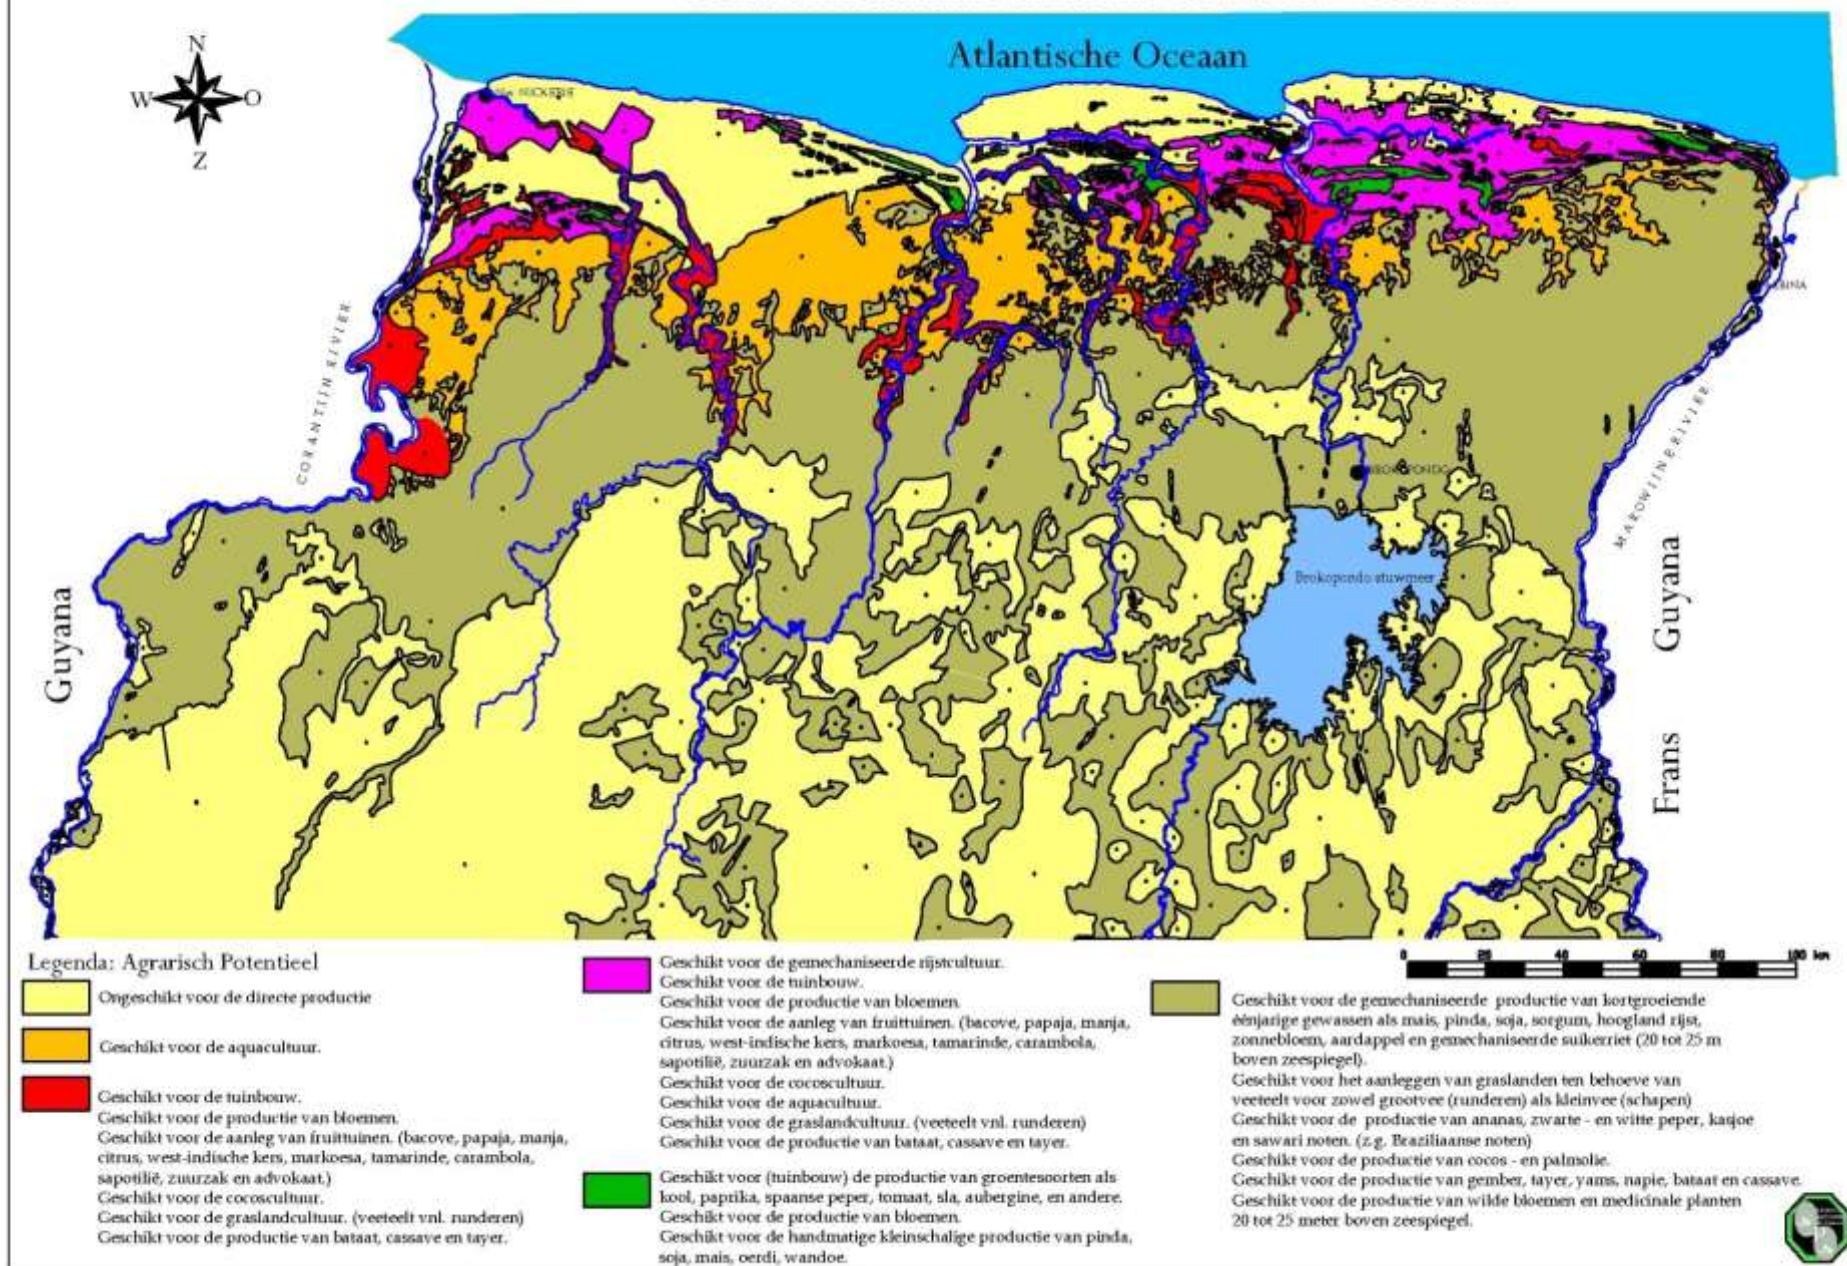 N
W
O
Z
Atlantische Oceaan
NICKERIE
CORANTIJN RIVIER
MAROWIJNE RIVIER
Brokopondo stuwmeer
Guyana
Frans Guyana
Legenda: Agrarisch Potentieel
Ongeschikt voor de directe productie
Geschikt voor de aquacultuur.
Geschikt voor de tuinbouw.
Geschikt voor de productie van bloemen.
Geschikt voor de aanleg van fruittuinen. (bacove, papaja, manja,
citrus, west-indische kers, markoesa, tamarinde, carambola,
sapotilië, zuurzak en advokaat.)
Geschikt voor de cocoscultuur.
Geschikt voor de graslandcultuur. (veeteelt vnl. runderen)
Geschikt voor de productie van bataat, cassave en tayer.
Geschikt voor de gemechaniseerde rijstcultuur.
Geschikt voor de tuinbouw.
Geschikt voor de productie van bloemen.
Geschikt voor de aanleg van fruittuinen. (bacove, papaja, manja,
citrus, west-indische kers, markoesa, tamarinde, carambola,
sapotilië, zuurzak en advokaat.)
Geschikt voor de cocoscultuur.
Geschikt voor de aquacultuur.
Geschikt voor de graslandcultuur. (veeteelt vnl. runderen)
Geschikt voor de productie van bataat, cassave en tayer.
Geschikt voor (tuinbouw) de productie van groentesoorten als
kool, paprika, spaanse peper, tomaat, sla, aubergine, en andere.
Geschikt voor de productie van bloemen.
Geschikt voor de handmatige kleinschalige productie van pinda,
soja, mais, oerdi, wandoe.
0 20 40 60 80 100 km
Geschikt voor de gemechaniseerde productie van kortgroeiende
éénjarige gewassen als mais, pinda, soja, sorgum, hoogland rijst,
zonnebloem, aardappel en gemechaniseerde suikerriet (20 tot 25 m
boven zeespiegel).
Geschikt voor het aanleggen van graslanden ten behoeve van
veeteelt voor zowel grootvee (runderen) als kleinvee (schapen)
Geschikt voor de productie van ananas, zwarte - en witte peper, kasjoe
en sawari noten. (z.g. Braziliaanse noten)
Geschikt voor de productie van cocos - en palmolie.
Geschikt voor de productie van gember, tayer, yams, napie, bataat en cassave.
Geschikt voor de productie van wilde bloemen en medicinale planten
20 tot 25 meter boven zeespiegel.